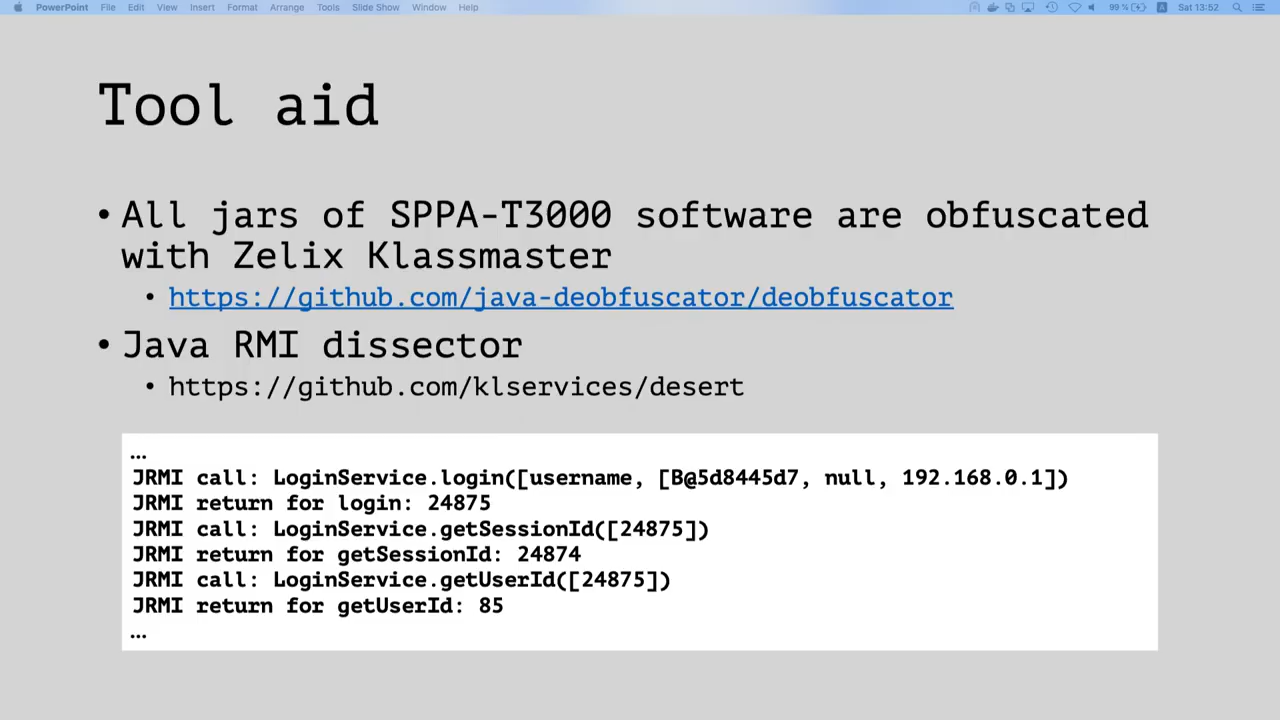 PowerPoint File Edit View Insert Format Arrange Tools Slide Show Window Help 99 % A Sat 13:52
Tool aid
• All jars of SPPA-T3000 software are obfuscated
with Zelix Klassmaster
• https://github.com/java-deobfuscator/deobfuscator
• Java RMI dissector
• https://github.com/klservices/desert
…
JRMI call: LoginService.login([username, [B@5d8445d7, null, 192.168.0.1])
JRMI return for login: 24875
JRMI call: LoginService.getSessionId([24875])
JRMI return for getSessionId: 24874
JRMI call: LoginService.getUserId([24875])
JRMI return for getUserId: 85
…